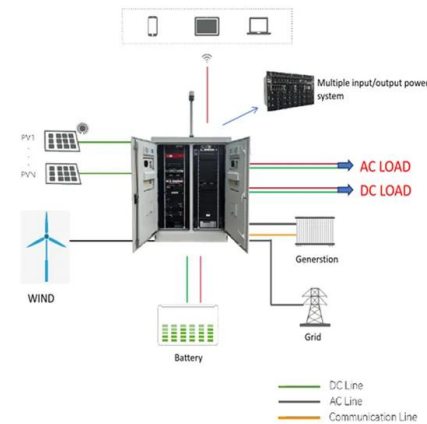 Multiple input/output power
system
PV1
PVN
AC LOAD
DC LOAD
WIND
Generstion
Battery
Grid
DC Line
AC Line
Communication Line